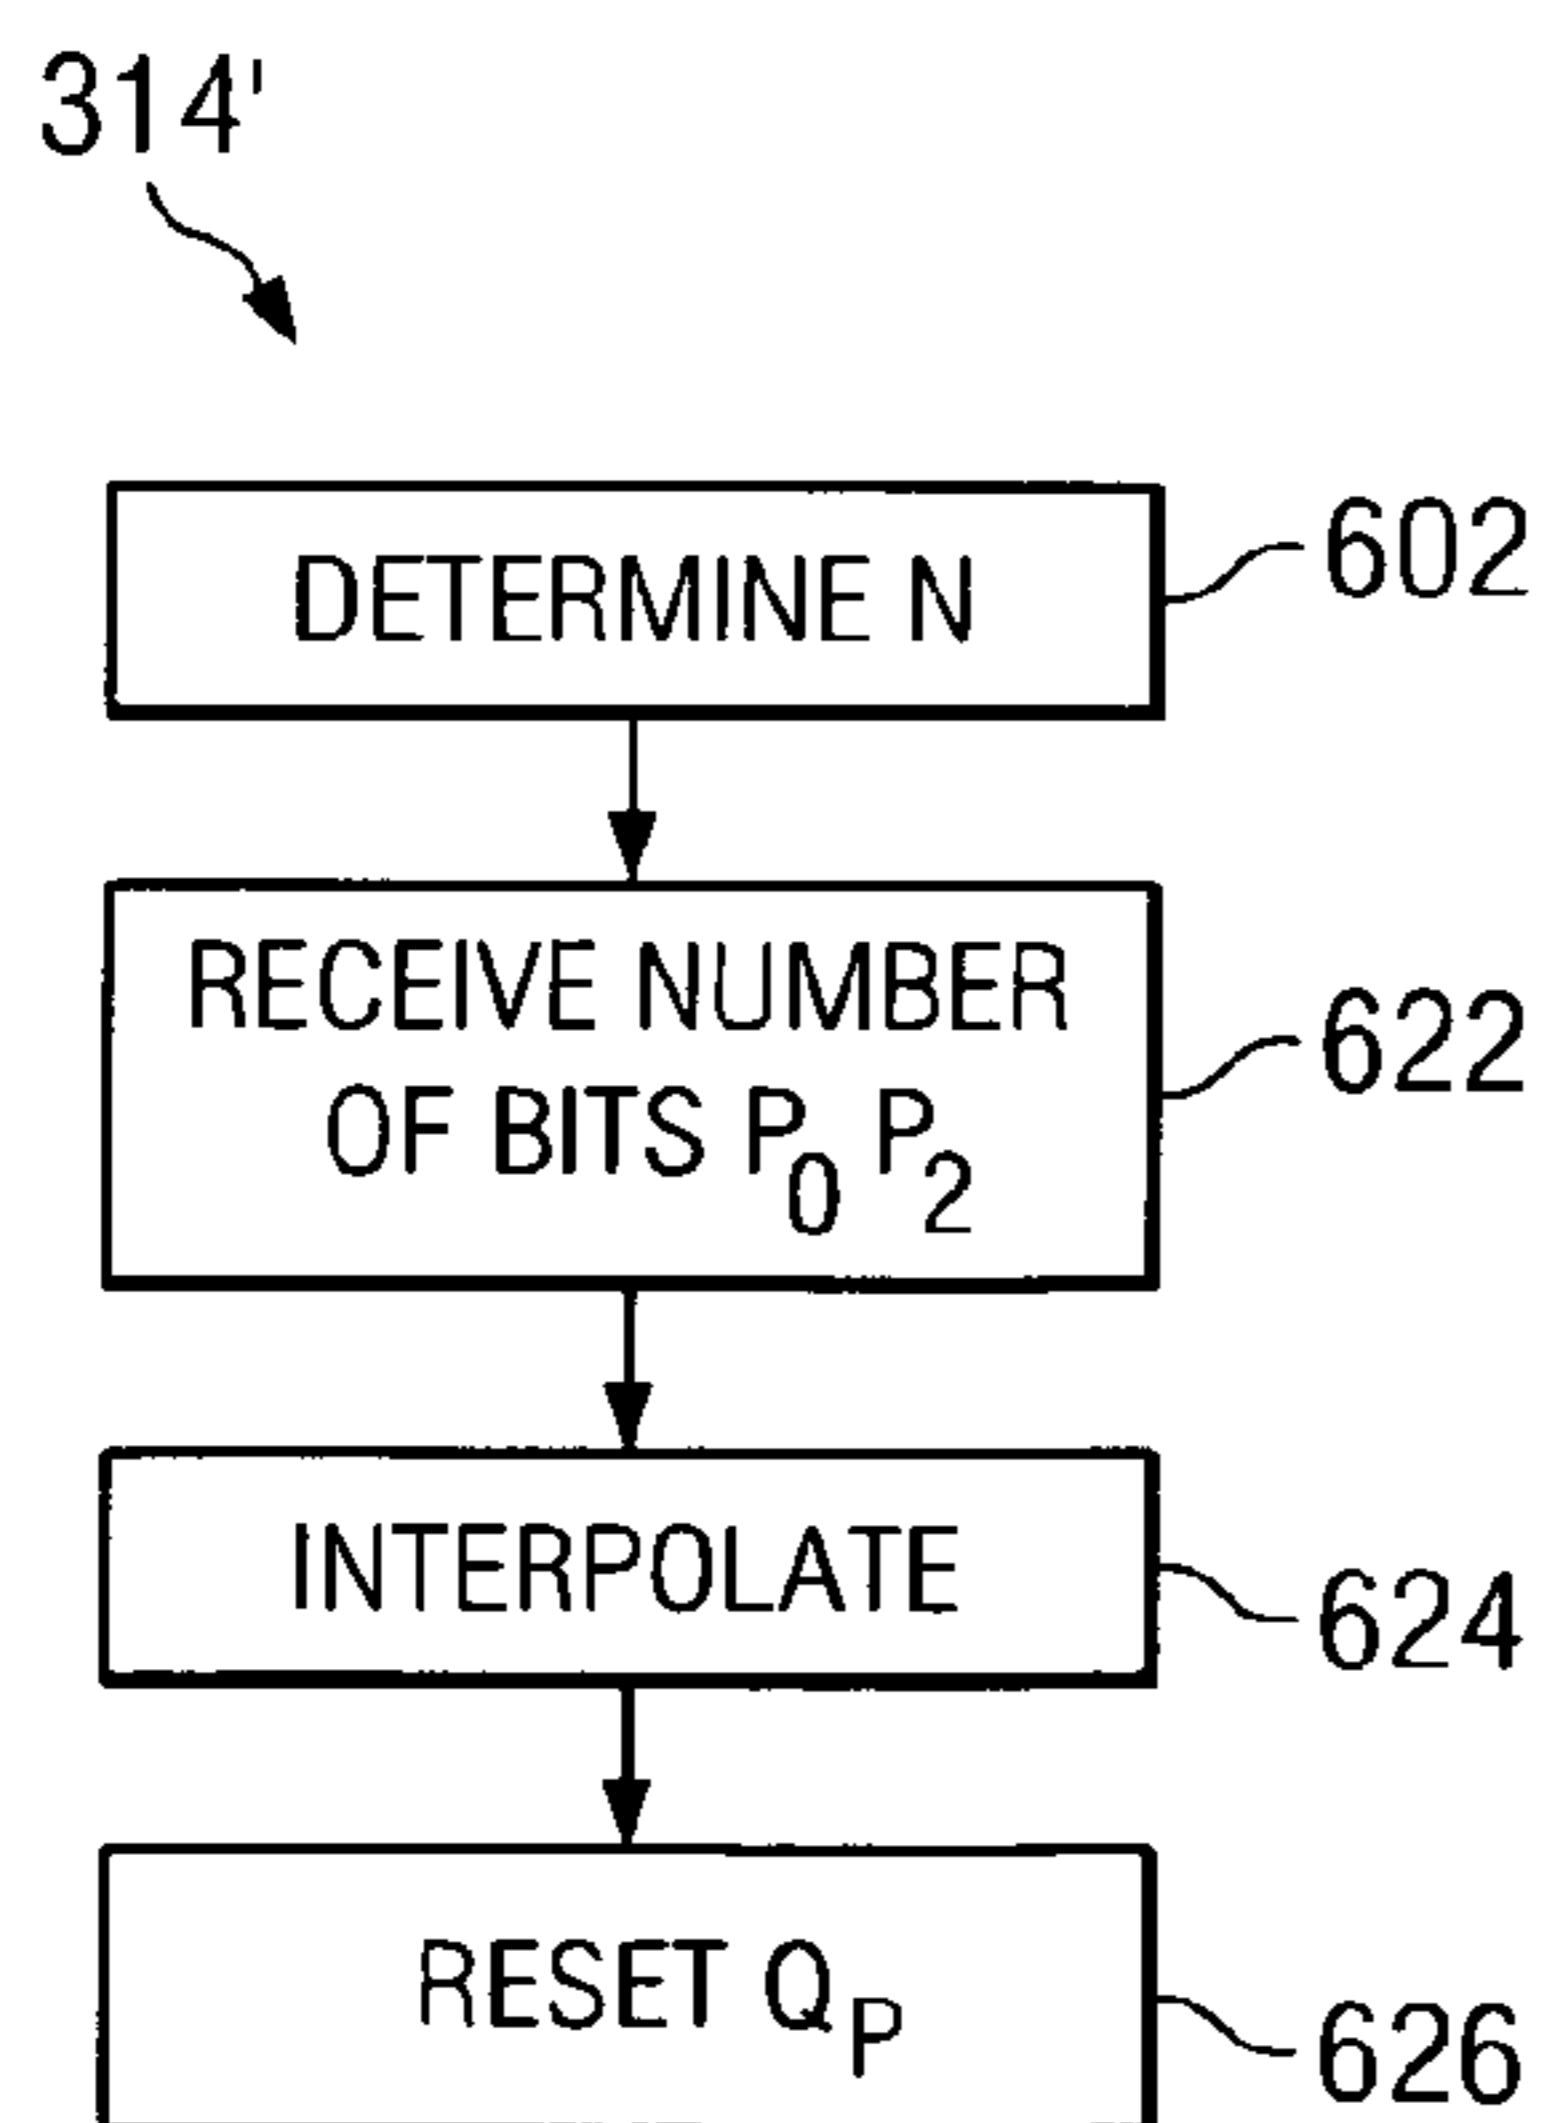 314'
DETERMINE N
602
RECEIVE NUMBER
OF BITS P₀ P₂
622
INTERPOLATE
624
RESET Qₚ
626